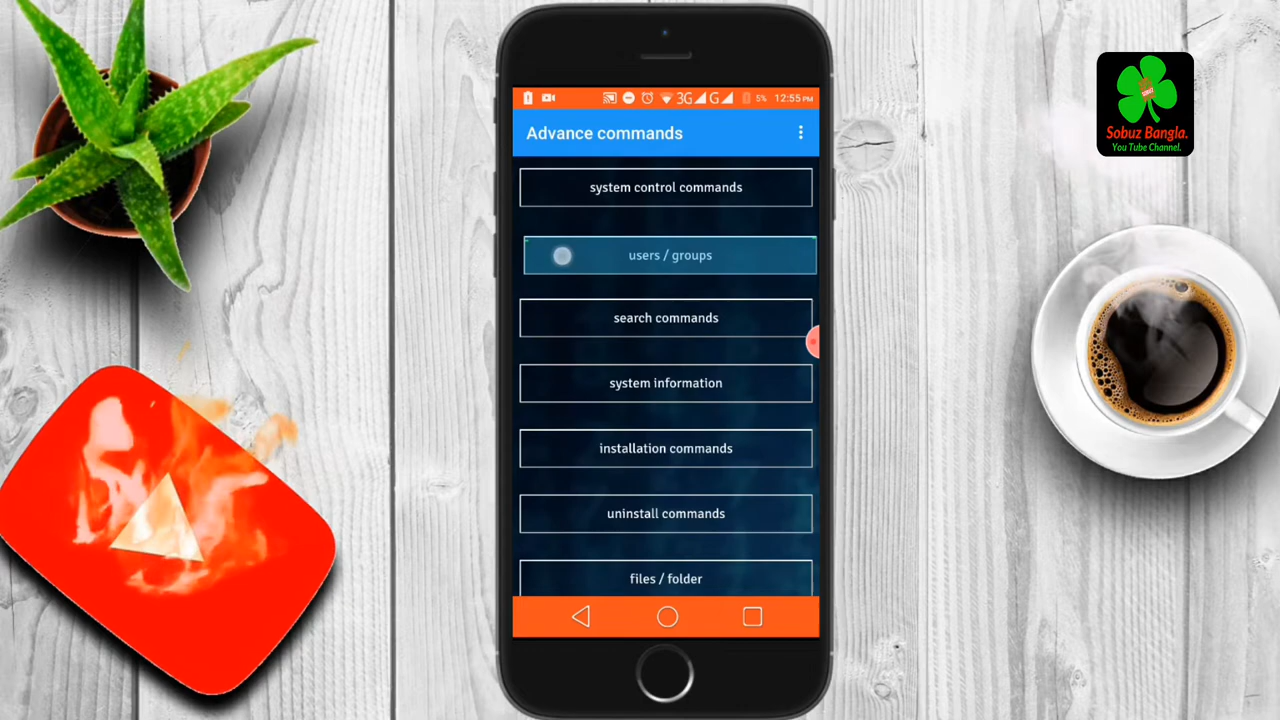 3G G 5% 12:55 PM
Advance commands
system control commands
users / groups
search commands
system information
installation commands
uninstall commands
files / folder
Sobuz Bangla.
You Tube Channel.